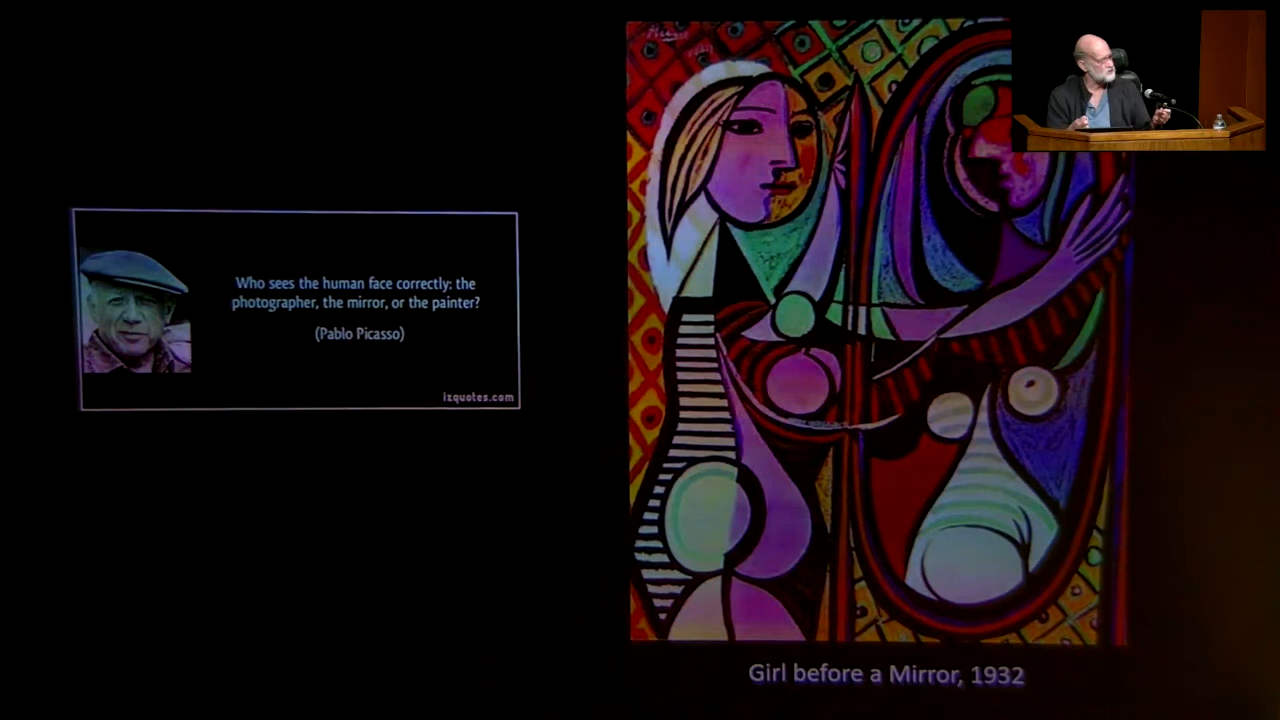 Who sees the human face correctly: the
photographer, the mirror, or the painter?
(Pablo Picasso)
izquotes.com
Picasso
Girl before a Mirror, 1932